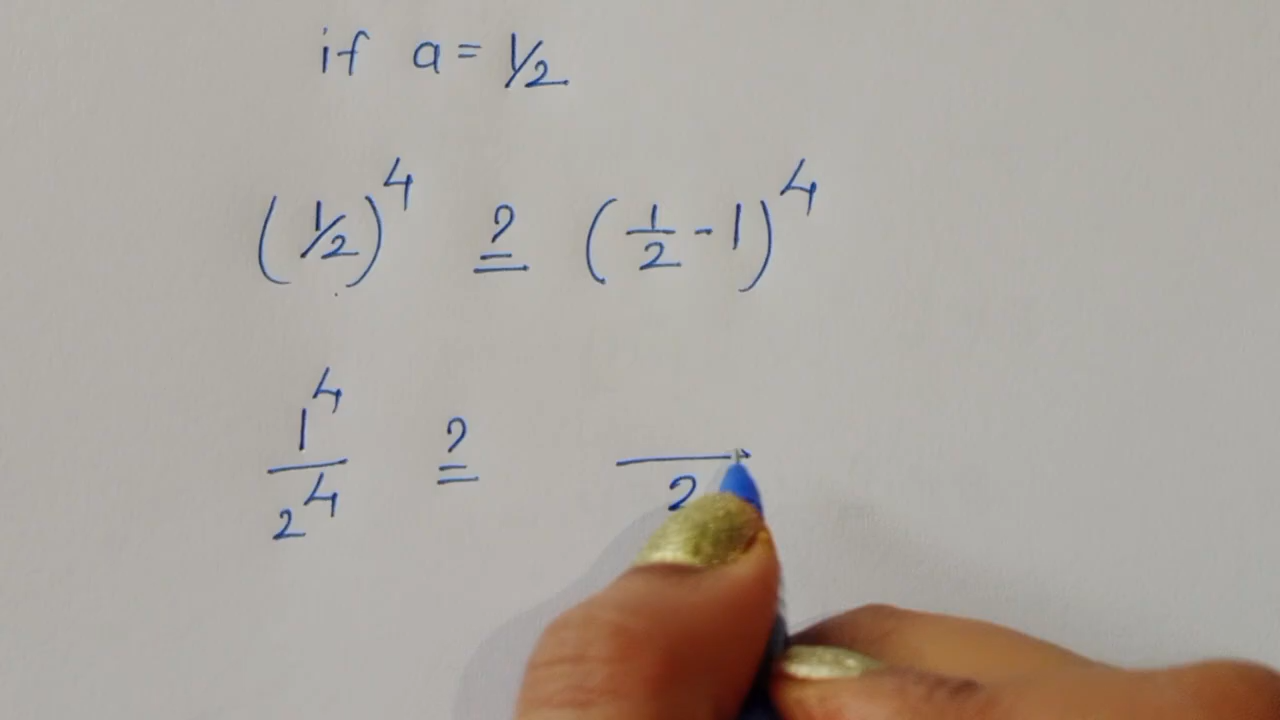 if a = 1/2
(1/2)^4 ?= (1/2 - 1)^4
1^4/2^4 ?= /2